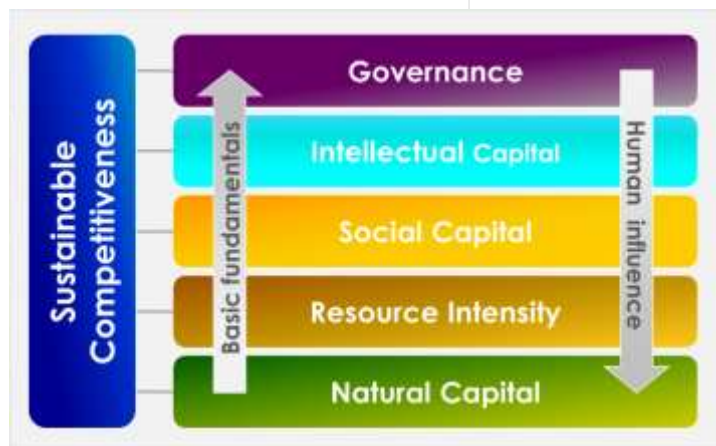 Sustainable
Competitiveness
Governance
Intellectual Capital
Social Capital
Resource Intensity
Natural Capital
Basic fundamentals
Human influence